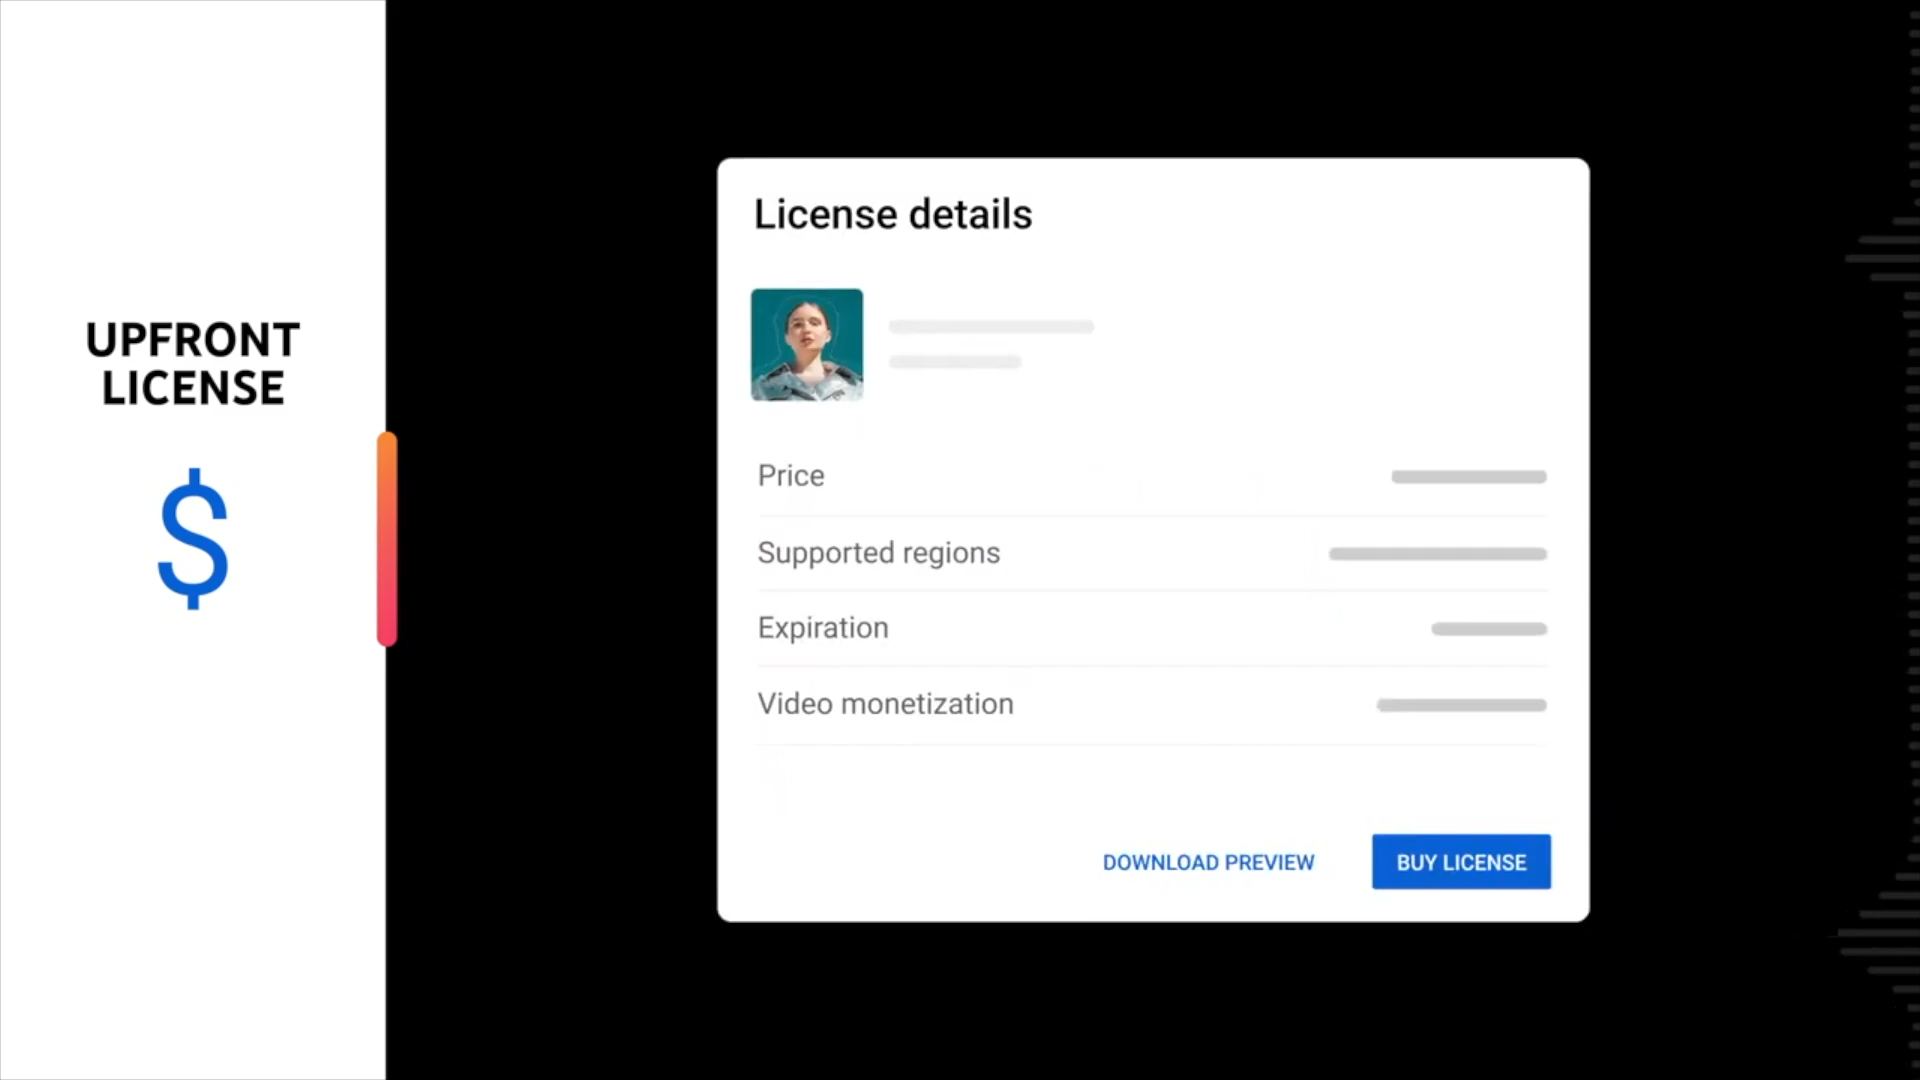 UPFRONT
LICENSE
$
License details
Price
Supported regions
Expiration
Video monetization
DOWNLOAD PREVIEW
BUY LICENSE